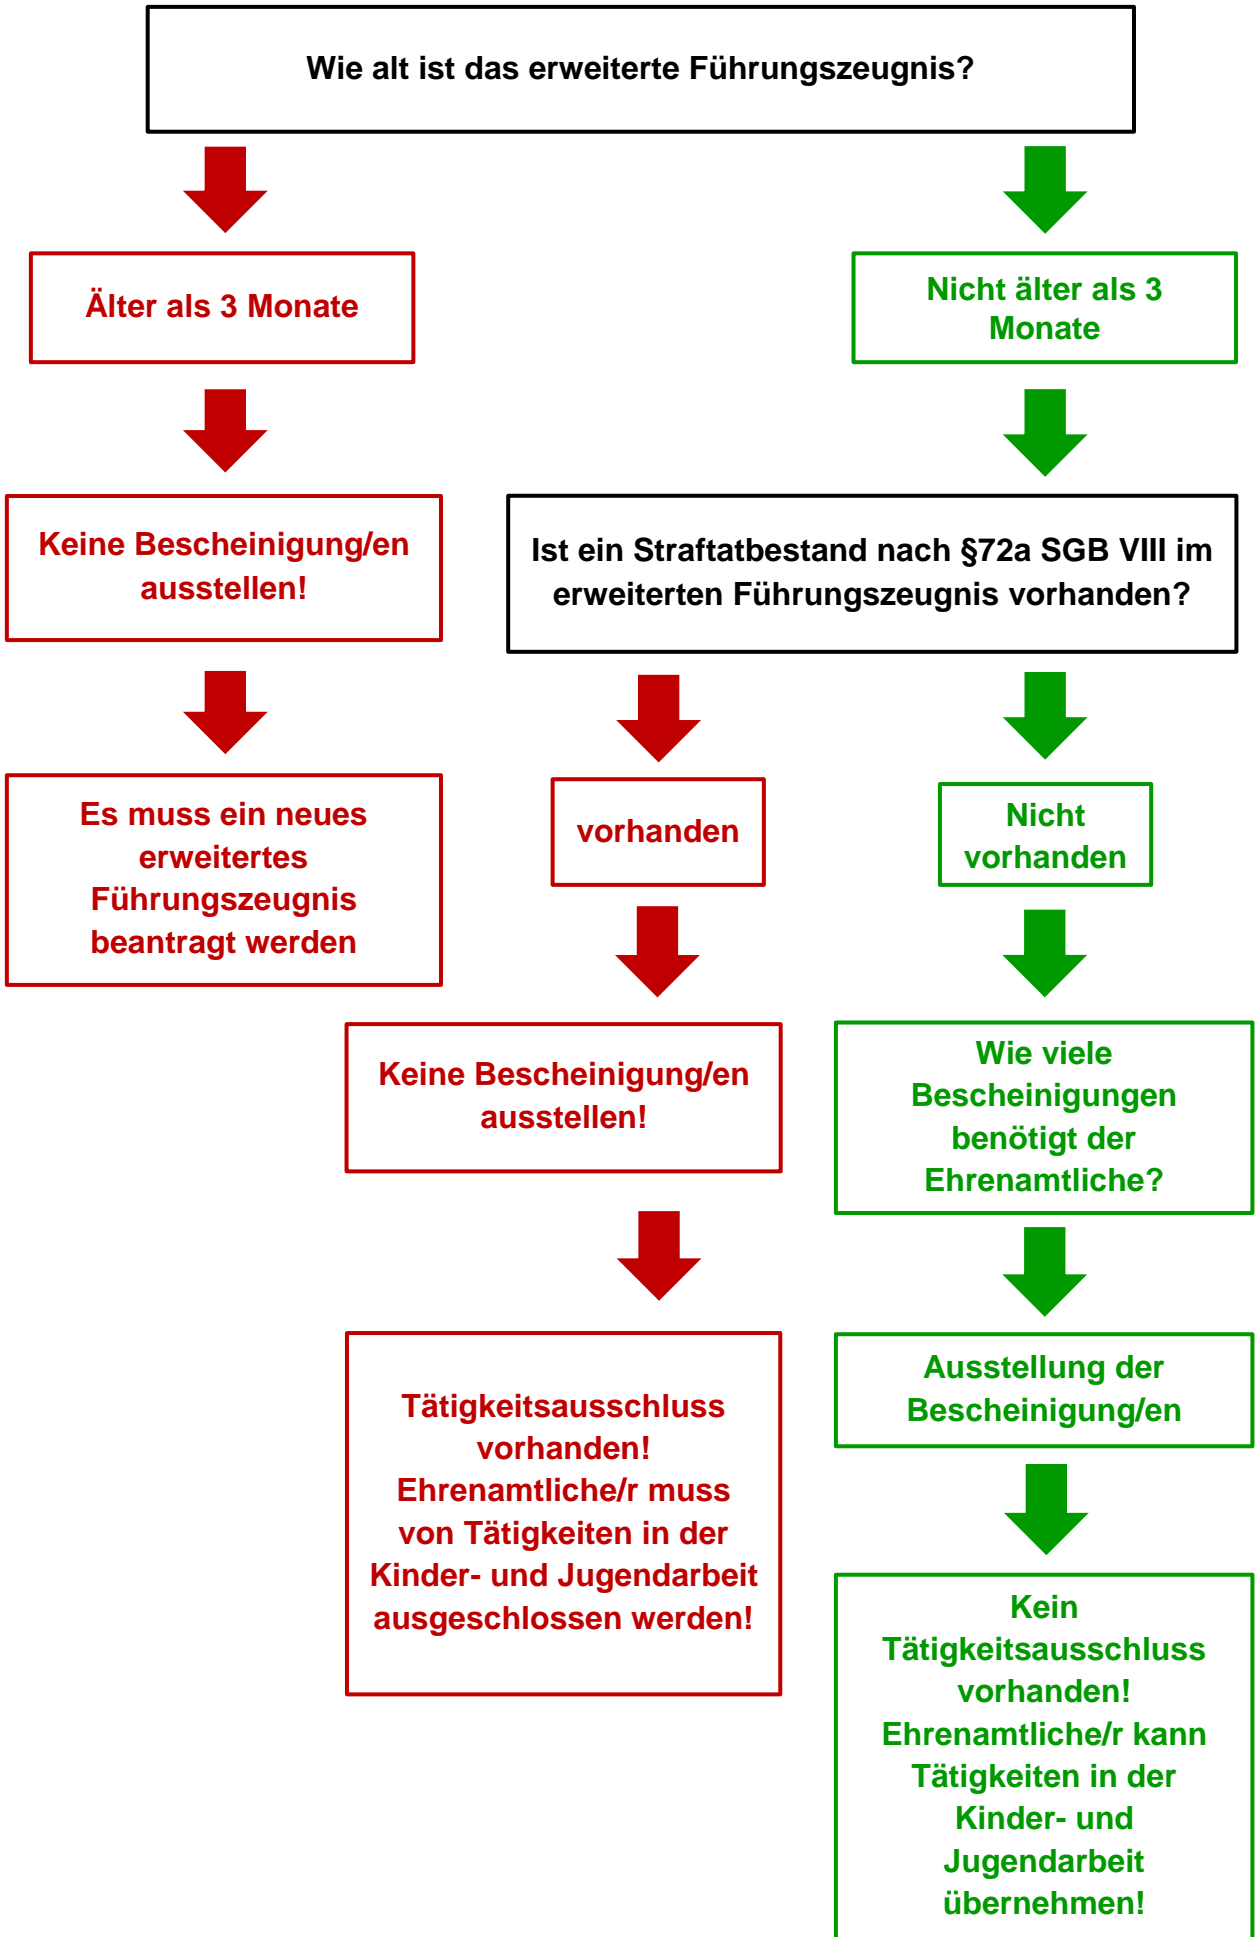 Wie alt ist das erweiterte Führungszeugnis?
Älter als 3 Monate
Nicht älter als 3
Monate
Keine Bescheinigung/en
ausstellen!
Ist ein Straftatbestand nach §72a SGB VIII im
erweiterten Führungszeugnis vorhanden?
Es muss ein neues
erweitertes
Führungszeugnis
beantragt werden
vorhanden
Nicht
vorhanden
Keine Bescheinigung/en
ausstellen!
Wie viele
Bescheinigungen
benötigt der
Ehrenamtliche?
Tätigkeitsausschluss
vorhanden!
Ehrenamtliche/r muss
von Tätigkeiten in der
Kinder- und Jugendarbeit
ausgeschlossen werden!
Ausstellung der
Bescheinigung/en
Kein
Tätigkeitsausschluss
vorhanden!
Ehrenamtliche/r kann
Tätigkeiten in der
Kinder- und
Jugendarbeit
übernehmen!